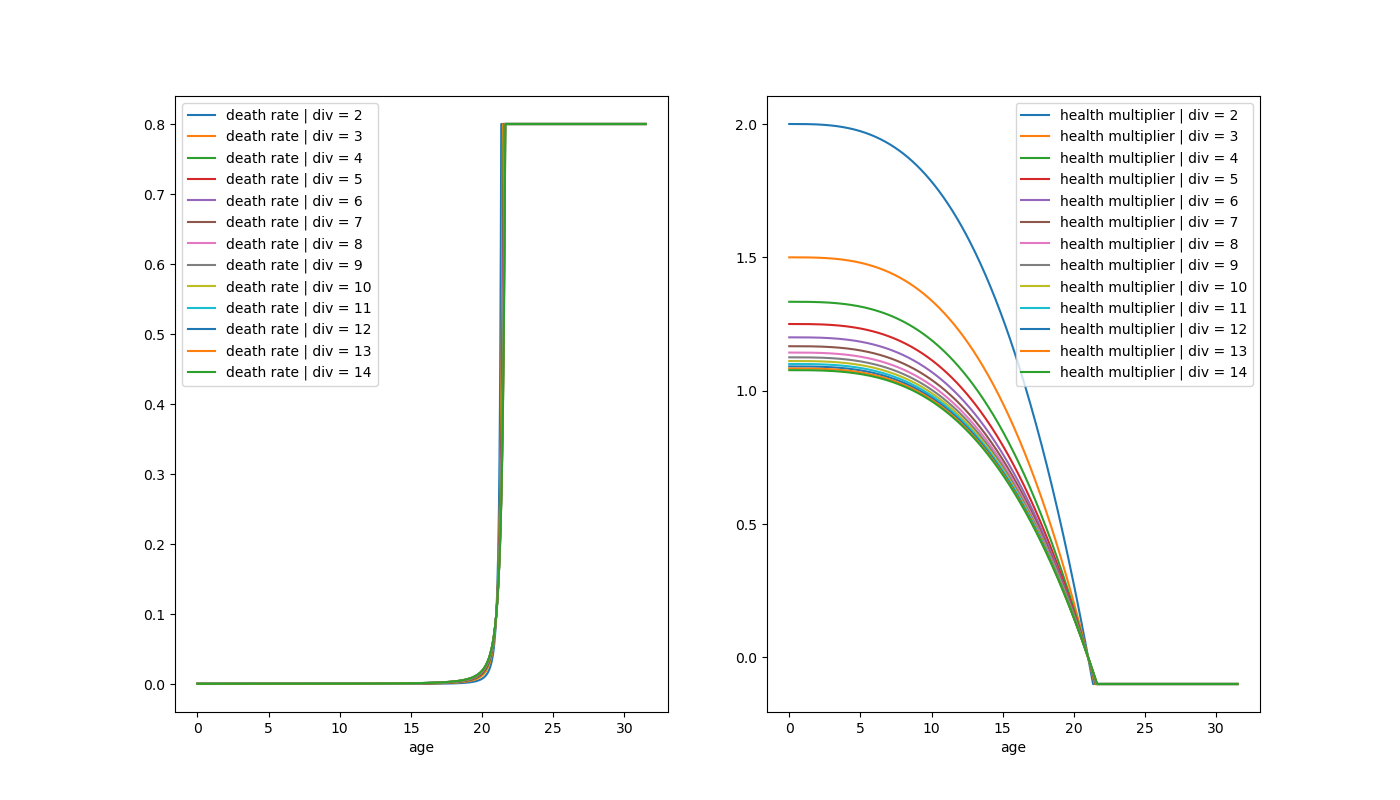 death rate | div = 2
death rate | div = 3
death rate | div = 4
death rate | div = 5
death rate | div = 6
death rate | div = 7
death rate | div = 8
death rate | div = 9
death rate | div = 10
death rate | div = 11
death rate | div = 12
death rate | div = 13
death rate | div = 14
0.8
0.7
0.6
0.5
0.4
0.3
0.2
0.1
0.0
0 5 10 15 20 25 30
age
health multiplier | div = 2
health multiplier | div = 3
health multiplier | div = 4
health multiplier | div = 5
health multiplier | div = 6
health multiplier | div = 7
health multiplier | div = 8
health multiplier | div = 9
health multiplier | div = 10
health multiplier | div = 11
health multiplier | div = 12
health multiplier | div = 13
health multiplier | div = 14
2.0
1.5
1.0
0.5
0.0
0 5 10 15 20 25 30
age